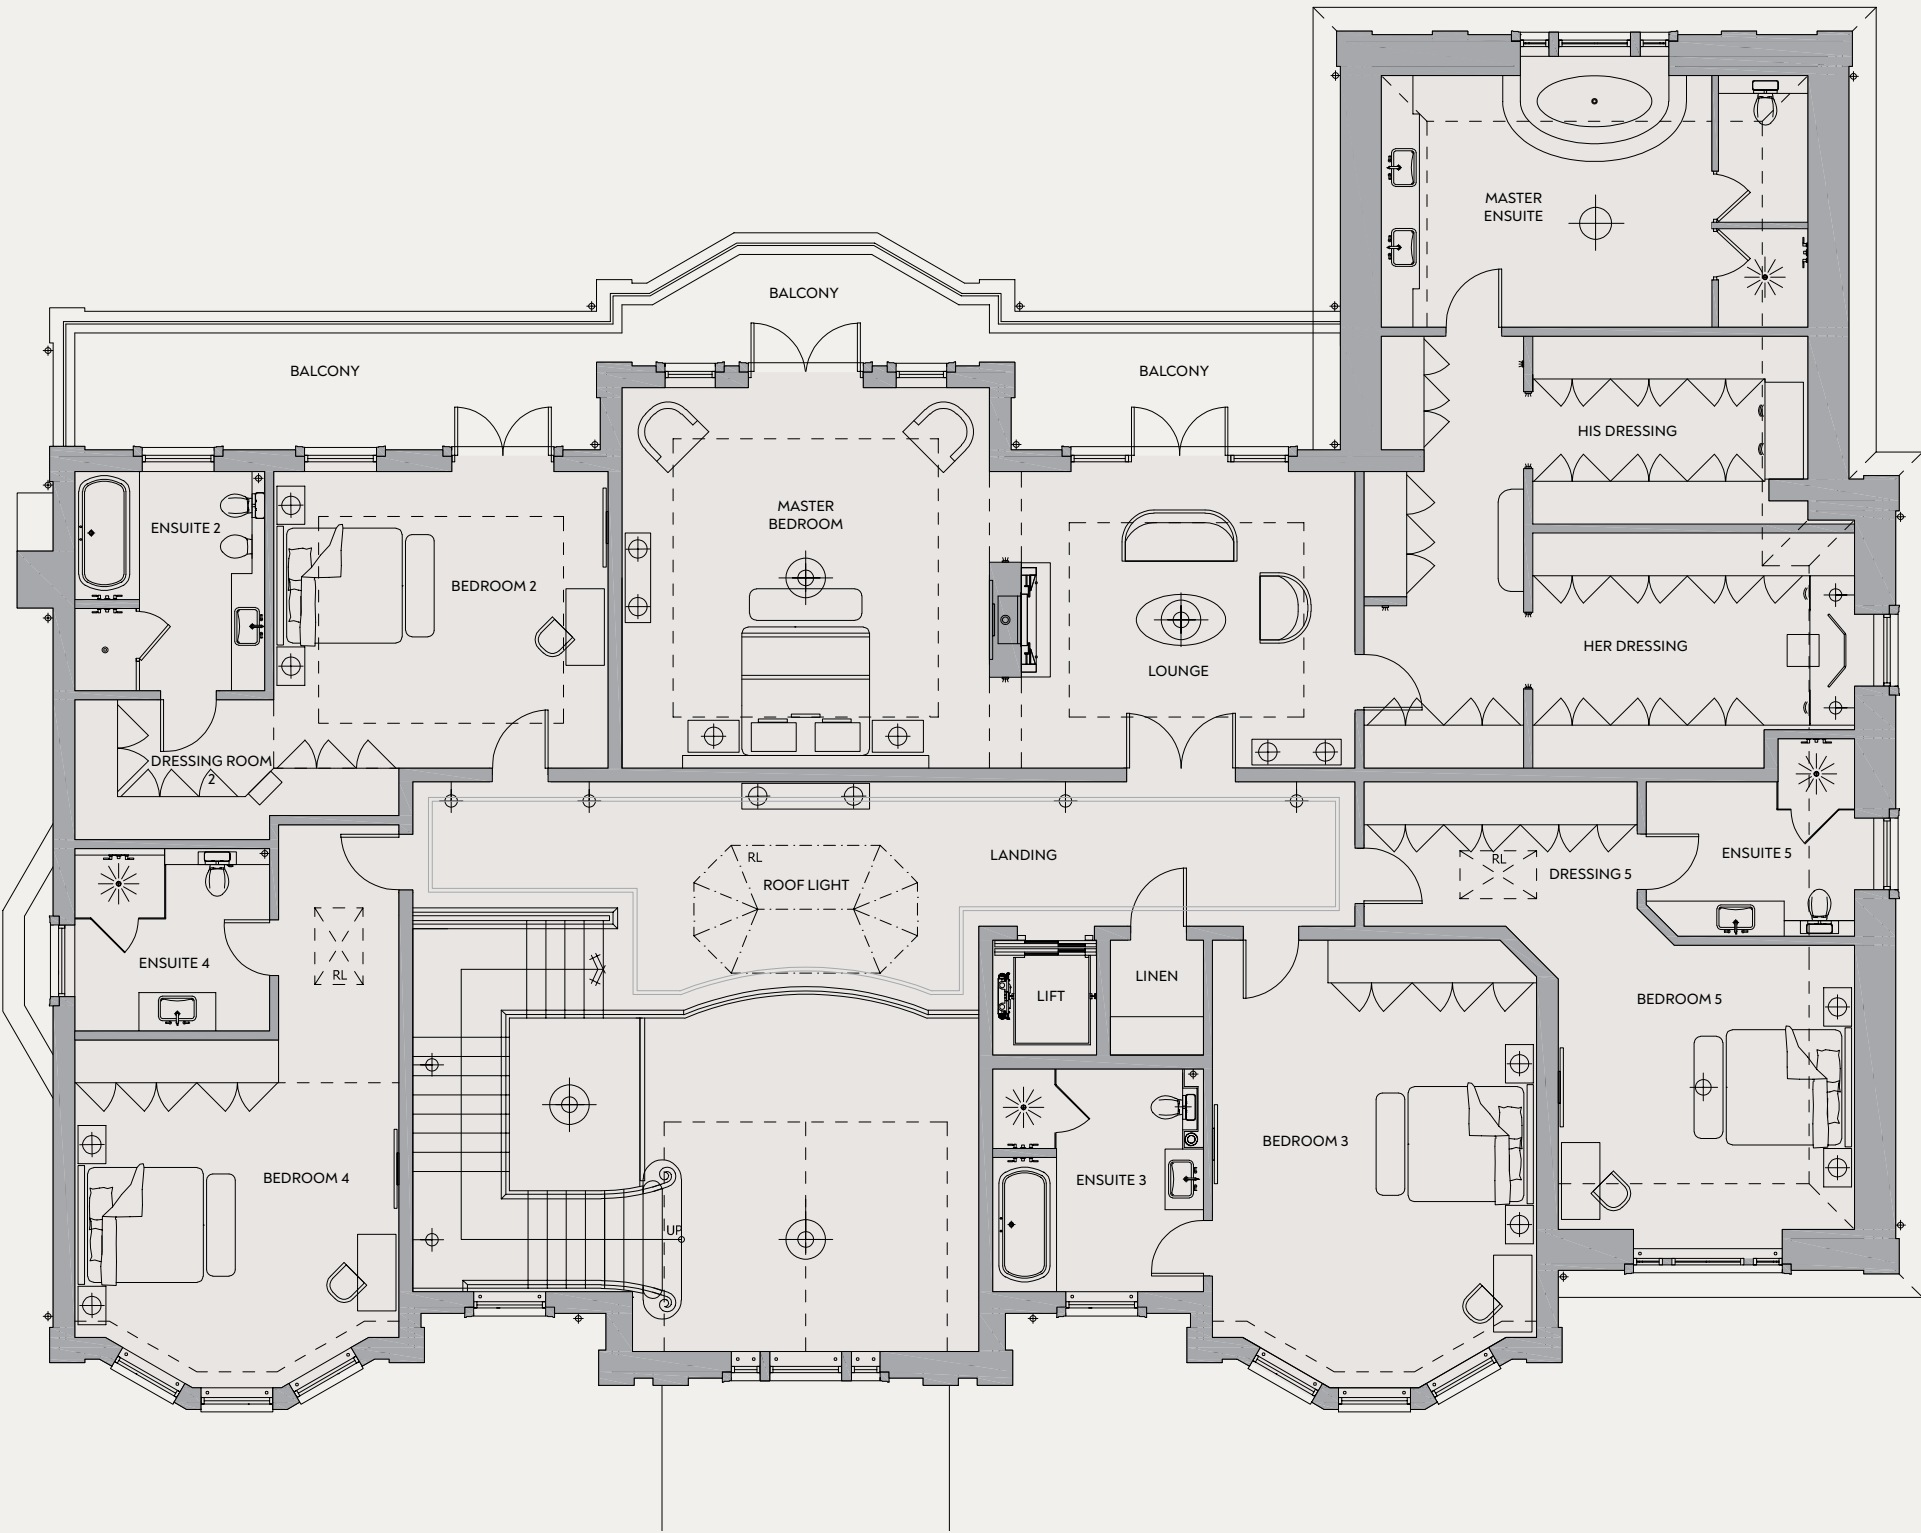 MASTER
ENSUITE
BALCONY
BALCONY
BALCONY
HIS DRESSING
MASTER
BEDROOM
ENSUITE 2
BEDROOM 2
HER DRESSING
LOUNGE
DRESSING ROOM
2
RL
LANDING
ROOF LIGHT
RL
DRESSING 5
ENSUITE 5
ENSUITE 4
RL
LIFT
LINEN
BEDROOM 5
BEDROOM 3
BEDROOM 4
ENSUITE 3
UP